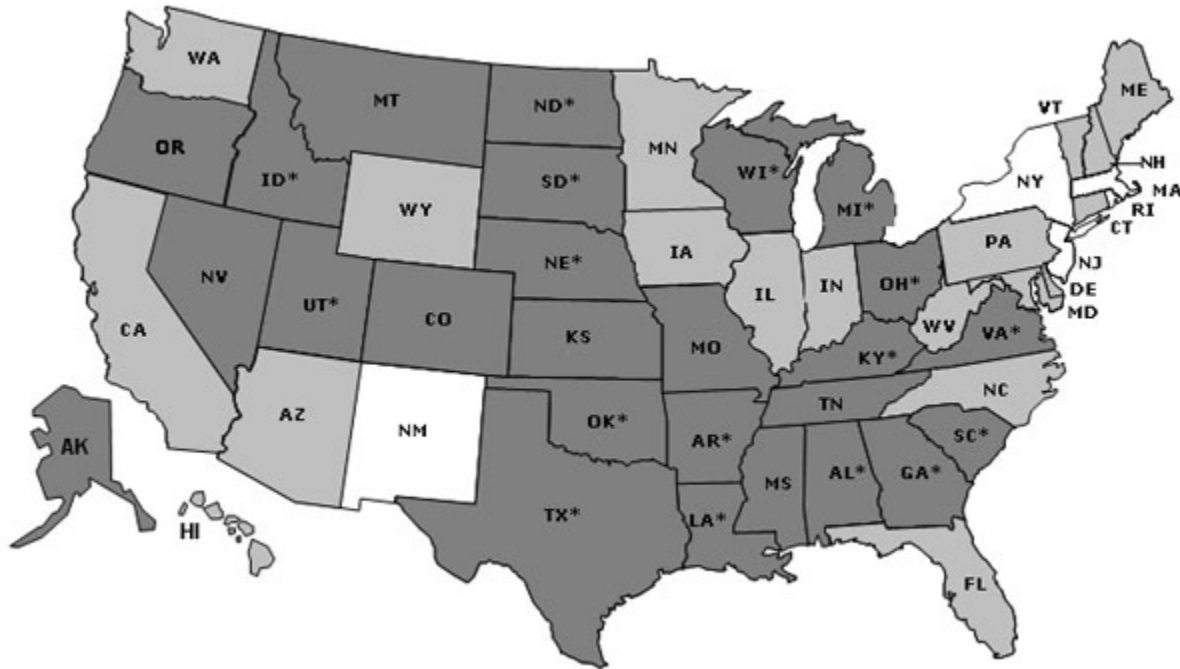 WA
MT
ND*
MN
VT
ME
OR
ID*
SD*
WI*
MI*
NY
NH
MA
RI
CT
WY
IA
PA
NJ
NE*
NV
UT*
CO
IL
IN
OH*
DE
MD
CA
KS
MO
WV
VA*
KY*
NC
TN
AZ
NM
OK*
AR*
SC*
AK
MS
AL*
GA*
HI
TX*
LA*
FL